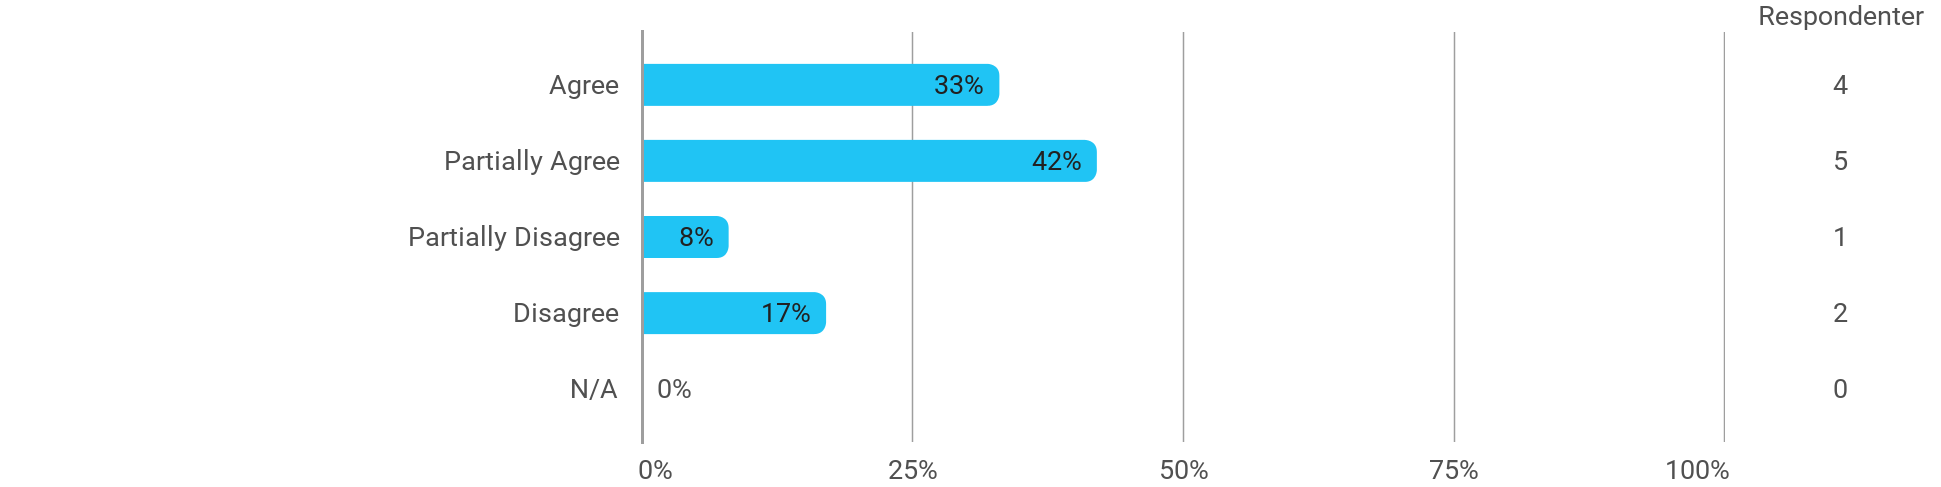 Respondenter
Agree 33% 4
Partially Agree 42% 5
Partially Disagree 8% 1
Disagree 17% 2
N/A 0% 0
0% 25% 50% 75% 100%